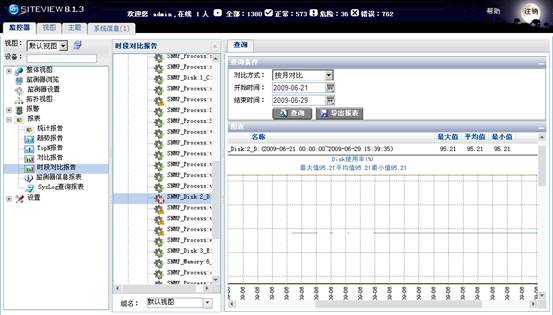 SITEVIEW 8.1.3
欢迎您 admin, 在线 1 人 全部：1380 正常：573 危险：36 错误：762
帮助 注销
监控器 视图 主题 系统信息(1)
视图： 默认视图
设备：
整体视图
监测器浏览
监测器设置
拓扑视图
报警
报表
统计报告
趋势报告
TopN报告
对比报告
时段对比报告
监测器信息报表
SysLog查询报表
设置
时段对比报告
SNMP_Process:
SNMP_Process:
SNMP_Disk:1_C:
SNMP_Process:
SNMP_Process:
SNMP_Process:
SNMP_Process:
SNMP_Process:
SNMP_Process:
SNMP_Process:
SNMP_Disk:2_D
SNMP_Process:
SNMP_Process:
SNMP_Process:
SNMP_Disk:3_E:
SNMP_Memory:6_
SNMP_Process:
组名： 默认视图
查询
查询条件
对比方式： 按月对比
开始时间： 2009-06-21
结束时间： 2009-06-29
查询 导出报表
图表
名称 最大值 平均值 最小值
_Disk:2_D:(2009-06-21 00:00:00~2009-06-29 15:39:35) 95.21 95.21 95.21
Disk使用率(%)
最大值95.21平均值95.21最小值95.21